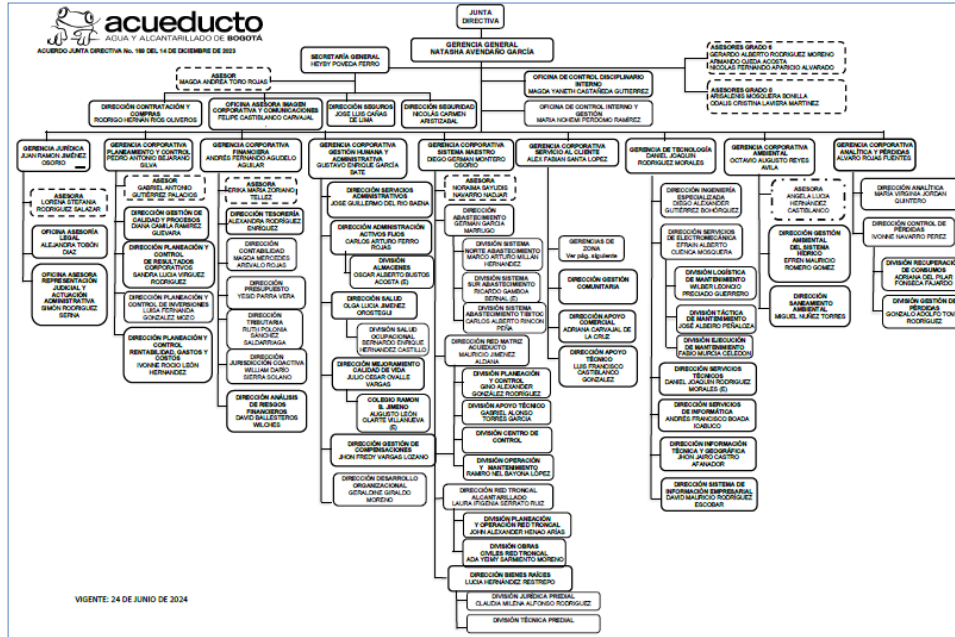 acueducto
AGUA Y ALCANTARILLADO DE BOGOTÁ
ACUERDO JUNTA DIRECTIVA No. 169 DEL 14 DE DICIEMBRE DE 2023
JUNTA
DIRECTIVA
GERENCIA GENERAL
NATASHA AVENDAÑO GARCÍA
SECRETARÍA GENERAL
HEYBY POVEDA FERRO
ASESOR
MAGDA ANDREA TORO ROJAS
ASESORES GRADO 6
GERARDO ALBERTO RODRIGUEZ MORENO
ARMANDO OJEDA ACOSTA
NICOLAS FERNANDO APARICIO ALVARADO
ASESORES GRADO 8
ARISALENIS MOSQUERA BONILLA
ODALIS CRISTINA LAVIERA MARTINEZ
OFICINA DE CONTROL DISCIPLINARIO
INTERNO
MAGDA YANETH CASTAÑEDA GUTIERREZ
OFICINA DE CONTROL INTERNO Y
GESTIÓN
MARIA NOHEMI PERDOMO RAMÍREZ
DIRECCIÓN CONTRATACIÓN Y
COMPRAS
RODRIGO HERNAN RIOS OLIVEROS
OFICINA ASESORA IMAGEN
CORPORATIVA Y COMUNICACIONES
FELIPE CASTIBLANCO CARVAJAL
DIRECCIÓN SEGUROS
JOSE LUIS CAÑAS
DE LIMA
DIRECCIÓN SEGURIDAD
NICOLÁS CARMEN
ARISTIZABAL
GERENCIA JURÍDICA
JUAN RAMON JIMÉNEZ
OSORIO
ASESORA
LORENA STEFANIA
RODRIGUEZ SALAZAR
OFICINA ASESORIA
LEGAL
ALEJANDRA TOBÓN
DIAZ
OFICINA ASESORA
REPRESENTACIÓN
JUDICIAL Y
ACTUACIÓN
ADMINISTRATIVA
SIMÓN RODRIGUEZ
SERNA
GERENCIA CORPORATIVA
PLANEAMIENTO Y CONTROL
PEDRO ANTONIO BEJARANO
SILVA
ASESOR
GABRIEL ANTONIO
GUTIÉRREZ PALACIOS
DIRECCIÓN GESTIÓN DE
CALIDAD Y PROCESOS
DIANA CAMILA RAMIREZ
GUEVARA
DIRECCIÓN PLANEACIÓN Y
CONTROL
DE RESULTADOS
CORPORATIVOS
SANDRA LUCIA VIRGUEZ
RODRIGUEZ
DIRECCIÓN PLANEACIÓN Y
CONTROL DE INVERSIONES
LUISA FERNANDA
GONZALEZ MOZO
DIRECCIÓN PLANEACIÓN Y
CONTROL
RENTABILIDAD, GASTOS Y
COSTOS
IVONNE ROCIO LEÓN
HERNANDEZ
GERENCIA CORPORATIVA
FINANCIERA
ANDRÉS FERNANDO AGUDELO
AGUILAR
ASESORA
ERIKA MARIA ZORIANO
TELLEZ
DIRECCIÓN TESORERÍA
ALEXANDRA RODRÍGUEZ
ENRÍQUEZ
DIRECCIÓN
CONTABILIDAD
MAGDA MERCEDES
AREVALO ROJAS
DIRECCIÓN
PRESUPUESTO
YESID PARRA VERA
DIRECCIÓN
TRIBUTARIA
RUTH POLONIA
SÁNCHEZ
SALDARRIAGA
DIRECCIÓN
JURISDICCIÓN COACTIVA
WILLIAM DARÍO
SIERRA SOLANO
DIRECCIÓN ANÁLISIS
DE RIESGOS
FINANCIEROS
DAVID BALLESTEROS
WILCHES
GERENCIA CORPORATIVA
GESTIÓN HUMANA Y
ADMINISTRATIVA
GUSTAVO ENRIQUE GARCÍA
BATE
DIRECCIÓN SERVICIOS
ADMINISTRATIVOS
JOSE GUILLERMO DEL RIO BAENA
DIRECCIÓN ADMINISTRACIÓN
ACTIVOS FIJOS
CARLOS ARTURO FERRO
ROJAS
DIVISIÓN
ALMACENES
OSCAR ALBERTO BUSTOS
ACOSTA (E)
DIRECCIÓN SALUD
OLGA LUCIA JIMENEZ
OROSTEGUI
DIVISIÓN SALUD
OCUPACIONAL
BERNARDO ENRIQUE
HERNANDEZ CASTILLO
DIRECCIÓN MEJORAMIENTO
CALIDAD DE VIDA
JULIO CESAR OVALLE
VARGAS
COLEGIO RAMON
B. JIMENO
AUGUSTO LEÓN
OLARTE VILLANUEVA
(E)
DIRECCIÓN GESTIÓN DE
COMPENSACIONES
JHON FREDY VARGAS LOZANO
DIRECCIÓN DESARROLLO
ORGANIZACIONAL
GERALDINE GIRALDO
MORENO
GERENCIA CORPORATIVA
SISTEMA MAESTRO
DIEGO GERMAN MONTERO
OSORIO
ASESORA
NORAIMA SAYUDIS
NAVARRO NADJAR
DIRECCIÓN
ABASTECIMIENTO
GERMAN GARCIA
MARRUGO
DIVISIÓN SISTEMA
NORTE ABASTECIMIENTO
MARCO ARTURO MILLÁN
HERNANDEZ
DIVISIÓN SISTEMA
SUR ABASTECIMIENTO
RICARDO GAMBOA
BERNAL (E)
DIVISIÓN SISTEMA
ABASTECIMIENTO TIBITOC
CARLOS ALBERTO RINCON
PEÑA
DIRECCIÓN RED MATRIZ
ACUEDUCTO
MAURICIO JIMÉNEZ
ALDANA
DIVISIÓN PLANEACIÓN
Y CONTROL
GINO ALEXANDER
GONZÁLEZ RODRÍGUEZ
DIVISIÓN APOYO TÉCNICO
GABRIEL ALONSO
TORRES GARCIA
DIVISIÓN CENTRO DE
CONTROL
DIVISIÓN OPERACIÓN
Y MANTENIMIENTO
RAMIRO NEL BAYONA LÓPEZ
DIRECCIÓN RED TRONCAL
ALCANTARILLADO
LAURA IFIGENIA SERRATO RUIZ
DIVISIÓN PLANEACIÓN
Y OPERACIÓN RED TRONCAL
JOHN ALEXANDER HENAO ARÍAS
DIVISIÓN OBRAS
CIVILES RED TRONCAL
ADA YEIMY SARMIENTO MORENO
DIRECCIÓN BIENES RAÍCES
LUCIA HERNÁNDEZ RESTREPO
DIVISIÓN JURÍDICA PREDIAL
CLAUDIA MILENA ALFONSO RODRIGUEZ
DIVISIÓN TÉCNICA PREDIAL
GERENCIA CORPORATIVA
SERVICIO AL CLIENTE
ALEX FABIAN SANTA LOPEZ
GERENCIAS DE
ZONA
Ver pág. siguiente
DIRECCIÓN GESTIÓN
COMUNITARIA
DIRECCIÓN APOYO
COMERCIAL
ADRIANA CARVAJAL DE
LA CRUZ
DIRECCIÓN APOYO
TÉCNICO
LUIS FRANCISCO
CASTIBLANCO
GONZALEZ
GERENCIA DE TECNOLOGÍA
DANIEL JOAQUIN
RODRIGUEZ MORALES
DIRECCIÓN INGENIERÍA
ESPECIALIZADA
DIEGO ALEXANDER
GUTIÉRREZ BOHÓRQUEZ
DIRECCIÓN SERVICIOS
DE ELECTROMECÁNICA
EFRAIN ALBERTO
CUENCA MOSQUERA
DIVISIÓN LOGÍSTICA
DE MANTENIMIENTO
WILBER LEONCIO
PRECIADO GUERRERO
DIVISIÓN TÁCTICA
DE MANTENIMIENTO
JOSÉ ALBEIRO PEÑALOZA
DIVISIÓN EJECUCIÓN
DE MANTENIMIENTO
FABIO MURCIA CELEDON
DIRECCIÓN SERVICIOS
TÉCNICOS
DANIEL JOAQUIN RODRIGUEZ
MORALES (E)
DIRECCIÓN SERVICIOS
DE INFORMÁTICA
ANDRÉS FRANCISCO BOADA
ICABUCO
DIRECCIÓN INFORMACIÓN
TÉCNICA Y GEOGRÁFICA
JHON JAIRO CASTRO
AFANADOR
DIRECCIÓN SISTEMA DE
INFORMACIÓN EMPRESARIAL
DAVID MAURICIO RODRÍGUEZ
ESCOBAR
GERENCIA CORPORATIVA
AMBIENTAL
OCTAVIO AUGUSTO REYES
AVILA
ASESORA
ANGELA LUCIA
HERNÁNDEZ
CASTIBLANCO
DIRECCIÓN GESTIÓN
AMBIENTAL
DEL SISTEMA
HÍDRICO
EFREN MAURICIO
ROMERO GOMEZ
DIRECCIÓN
SANEAMIENTO
AMBIENTAL
MIGUEL NUÑEZ TORRES
GERENCIA CORPORATIVA
ANALÍTICA Y PÉRDIDAS
ALVARO ROJAS FUENTES
DIRECCIÓN ANALÍTICA
MARIA VIRGINIA JORDAN
QUINTERO
DIRECCIÓN CONTROL DE
PÉRDIDAS
IVONNE NAVARRO PEREZ
DIVISIÓN RECUPERACIÓN
DE CONSUMOS
ADRIANA DEL PILAR
FONSECA FAJARDO
DIVISIÓN GESTIÓN DE
PÉRDIDAS
GONZALO ADOLFO
RODRÍGUEZ
VIGENTE: 24 DE JUNIO DE 2024